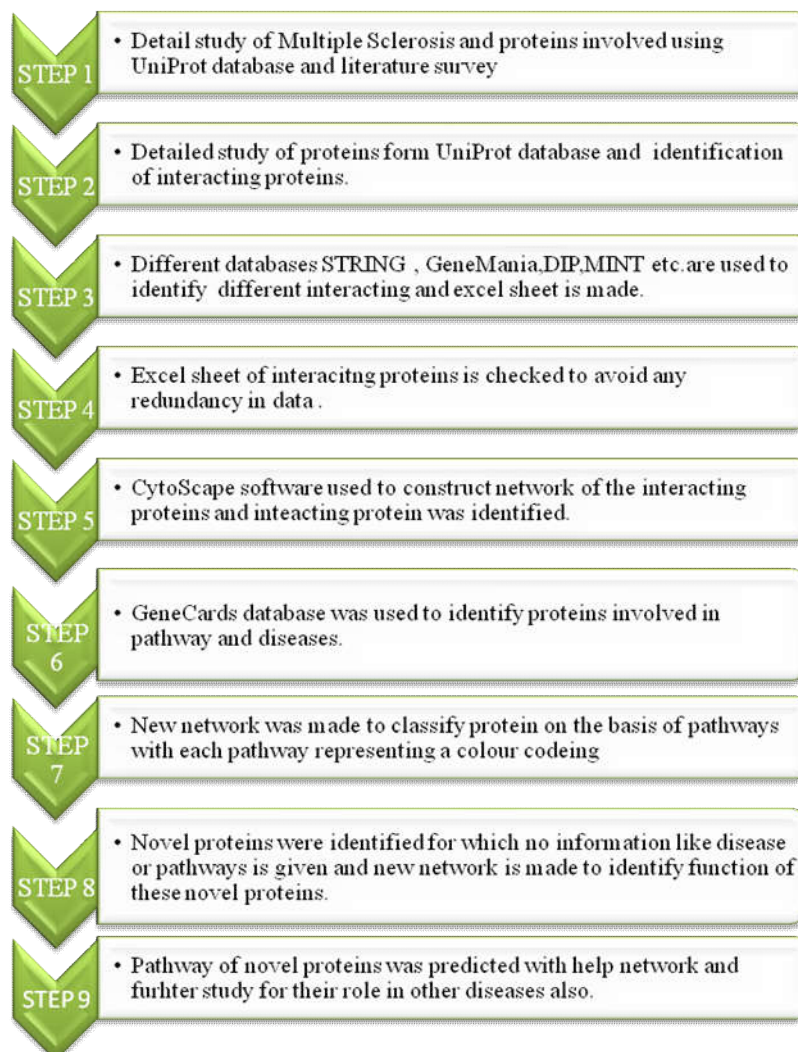 STEP 1
• Detail study of Multiple Sclerosis and proteins involved using
UniProt database and literature survey
STEP 2
• Detailed study of proteins form UniProt database and identification
of interacting proteins.
STEP 3
• Different databases STRING , GeneMania,DIP,MINT etc.are used to
identify different interacting and excel sheet is made.
STEP 4
• Excel sheet of interacitng proteins is checked to avoid any
redundancy in data .
STEP 5
• CytoScape software used to construct network of the interacting
proteins and inteacting protein was identified.
STEP
6
• GeneCards database was used to identify proteins involved in
pathway and diseases.
STEP
7
• New network was made to classify protein on the basis of pathways
with each pathway representing a colour codeing
STEP 8
• Novel proteins were identified for which no information like disease
or pathways is given and new network is made to identify function of
these novel proteins.
STEP 9
• Pathway of novel proteins was predicted with help network and
furhter study for their role in other diseases also.